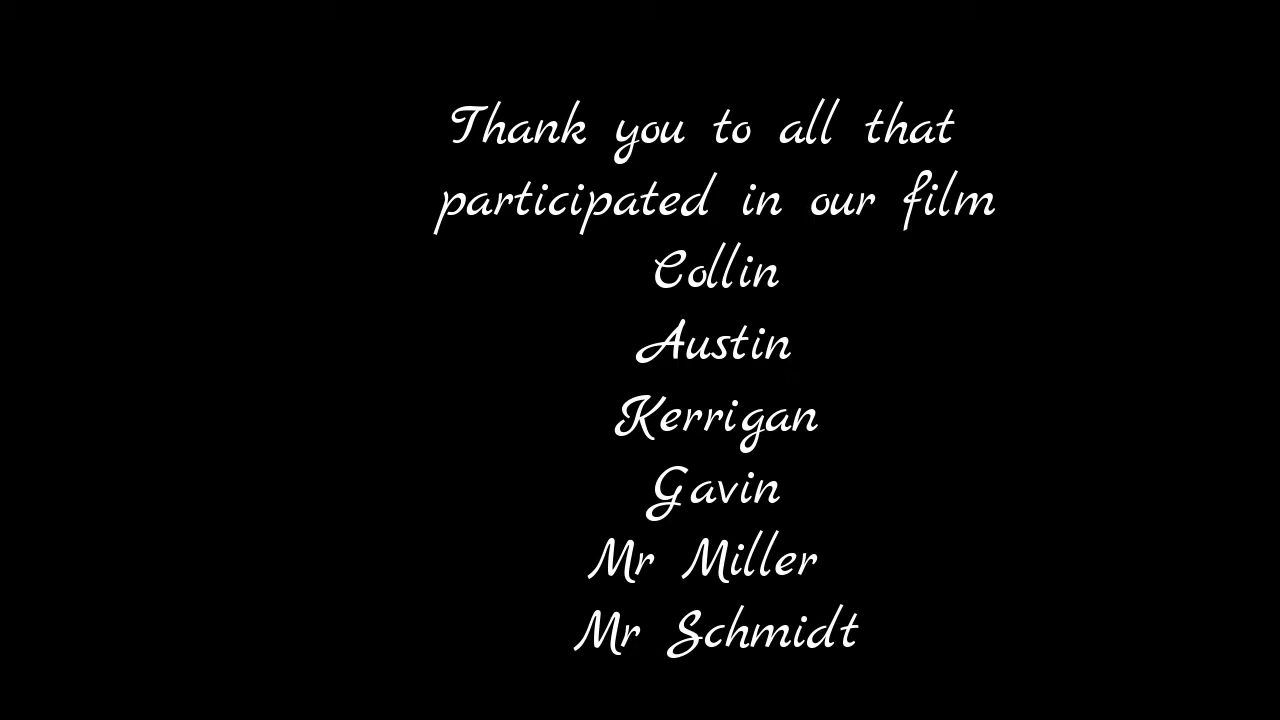 Thank you to all that
participated in our film
Collin
Austin
Kerrigan
Gavin
Mr Miller
Mr Schmidt